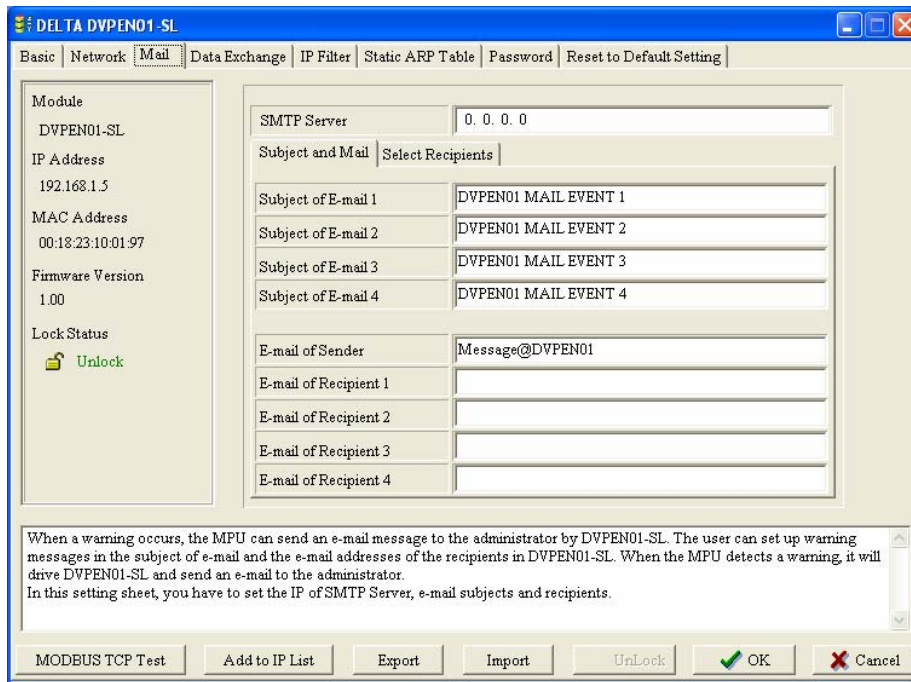 DELTA DVPEN01-SL
Basic
Network
Mail
Data Exchange
IP Filter
Static ARP Table
Password
Reset to Default Setting
Module
DVPEN01-SL
IP Address
192.168.1.5
MAC Address
00:18:23:10:01:97
Firmware Version
1.00
Lock Status
Unlock
SMTP Server
0. 0. 0. 0
Subject and Mail
Select Recipients
Subject of E-mail 1
DVPEN01 MAIL EVENT 1
Subject of E-mail 2
DVPEN01 MAIL EVENT 2
Subject of E-mail 3
DVPEN01 MAIL EVENT 3
Subject of E-mail 4
DVPEN01 MAIL EVENT 4
E-mail of Sender
Message@DVPEN01
E-mail of Recipient 1
E-mail of Recipient 2
E-mail of Recipient 3
E-mail of Recipient 4
When a warning occurs, the MPU can send an e-mail message to the administrator by DVPEN01-SL. The user can set up warning
messages in the subject of e-mail and the e-mail addresses of the recipients in DVPEN01-SL. When the MPU detects a warning, it will
drive DVPEN01-SL and send an e-mail to the administrator.
In this setting sheet, you have to set the IP of SMTP Server, e-mail subjects and recipients.
MODBUS TCP Test
Add to IP List
Export
Import
UnLock
OK
Cancel